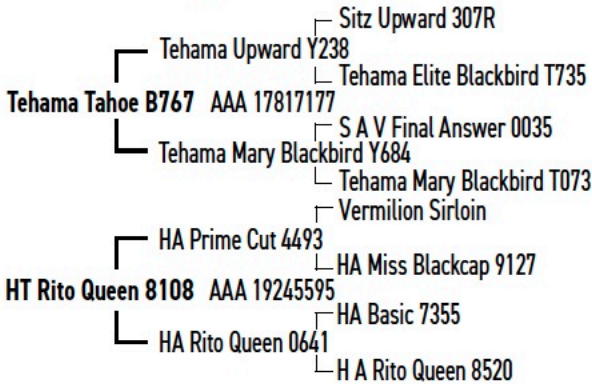 Sitz Upward 307R
Tehama Upward Y238
Tehama Elite Blackbird T735
Tehama Tahoe B767 AAA 17817177
S A V Final Answer 0035
Tehama Mary Blackbird Y684
Tehama Mary Blackbird T073
Vermilion Sirloin
HA Prime Cut 4493
HA Miss Blackcap 9127
HT Rito Queen 8108 AAA 19245595
HA Basic 7355
HA Rito Queen 0641
H A Rito Queen 8520